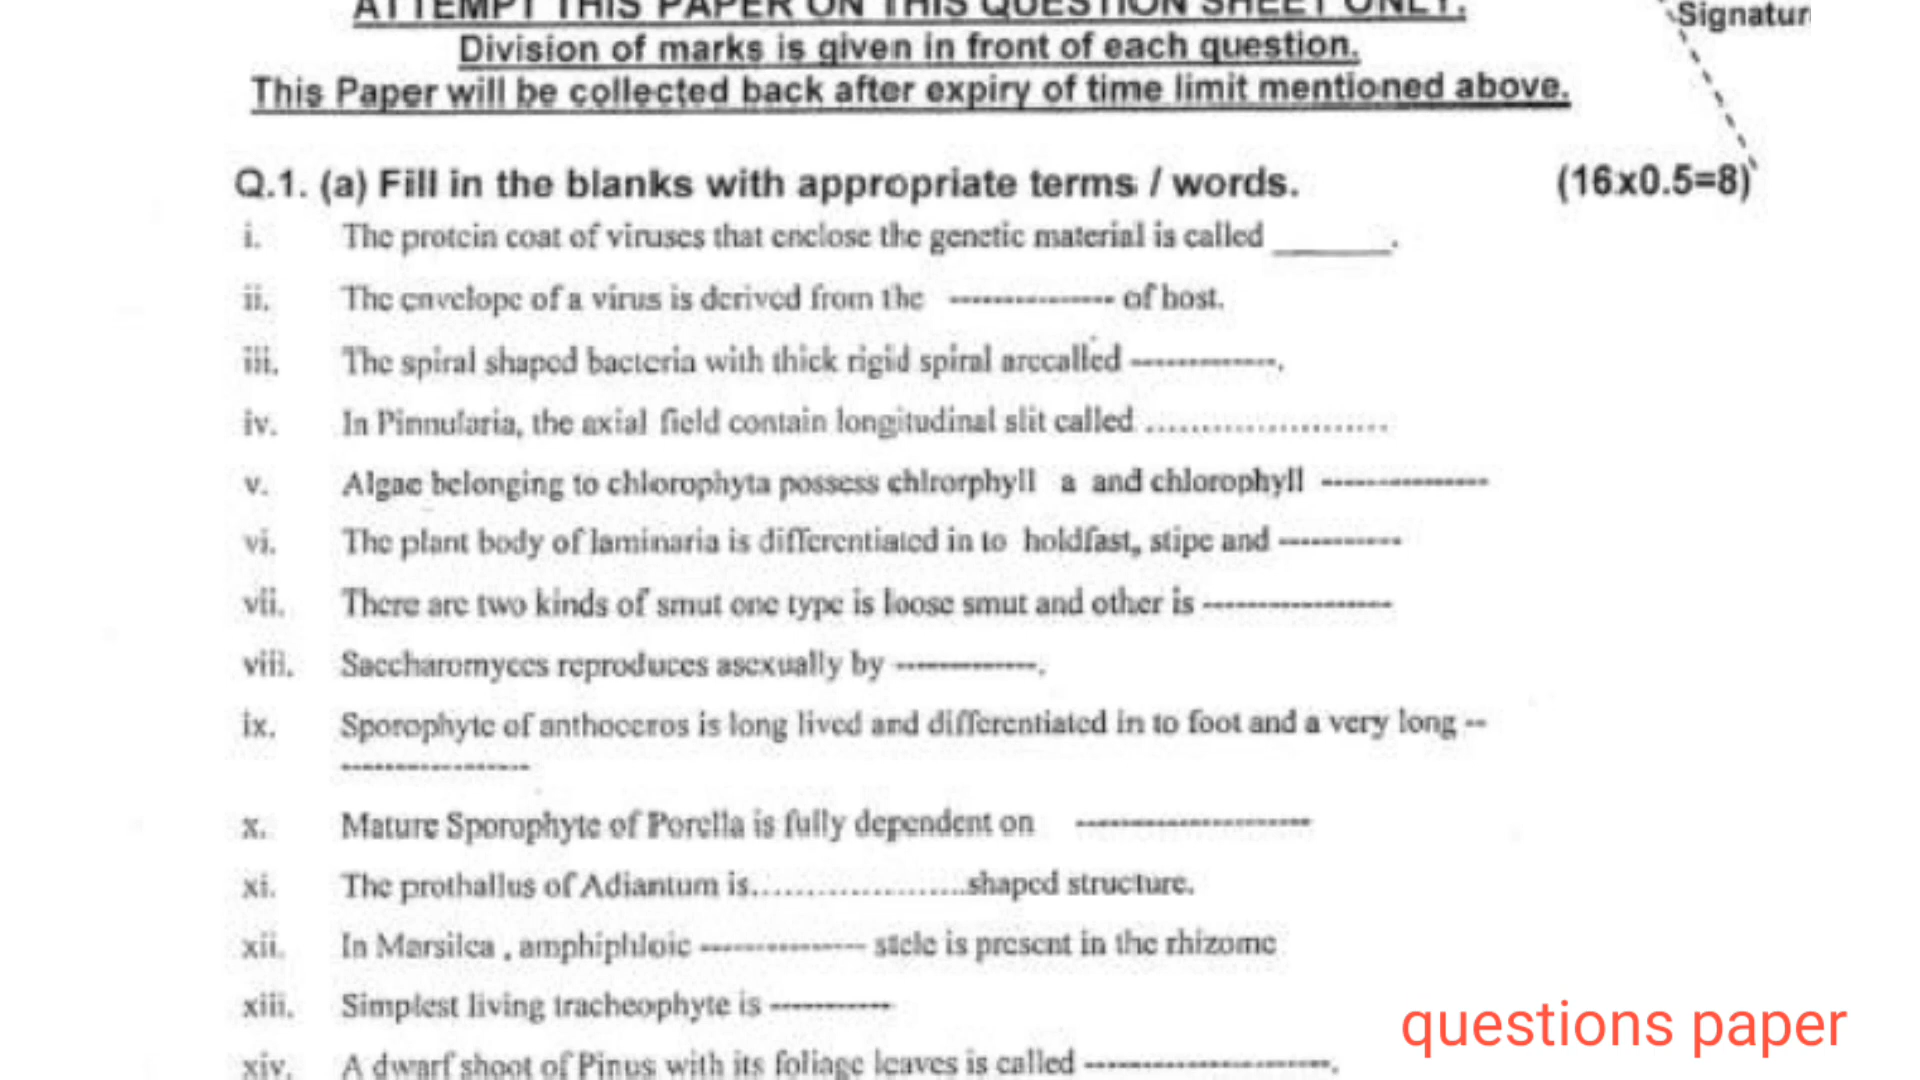 ATTEMPT THIS PAPER ON THIS QUESTION SHEET ONLY.
Division of marks is given in front of each question.
This Paper will be collected back after expiry of time limit mentioned above.
Signatur
Q.1. (a) Fill in the blanks with appropriate terms / words. (16x0.5=8)
i. The protein coat of viruses that enclose the genetic material is called ______.
ii. The envelope of a virus is derived from the --------------- of host.
iii. The spiral shaped bacteria with thick rigid spiral arecalled -------------.
iv. In Pinnularia, the axial field contain longitudinal slit called ......................
v. Algae belonging to chlorophyta possess chlrorphyll a and chlorophyll ---------------
vi. The plant body of laminaria is differentiated in to holdfast, stipe and -----------
vii. There are two kinds of smut one type is loose smut and other is -----------------
viii. Saccharomyces reproduces asexually by -------------.
ix. Sporophyte of anthoceros is long lived and differentiated in to foot and a very long --
-----------------
x. Mature Sporophyte of Porella is fully dependent on ---------------------
xi. The prothallus of Adiantum is....................shaped structure.
xii. In Marsilea , amphiphloic --------------- stele is present in the rhizome
xiii. Simplest living tracheophyte is -----------
xiv. A dwarf shoot of Pinus with its foliage leaves is called ----------------------.
questions paper